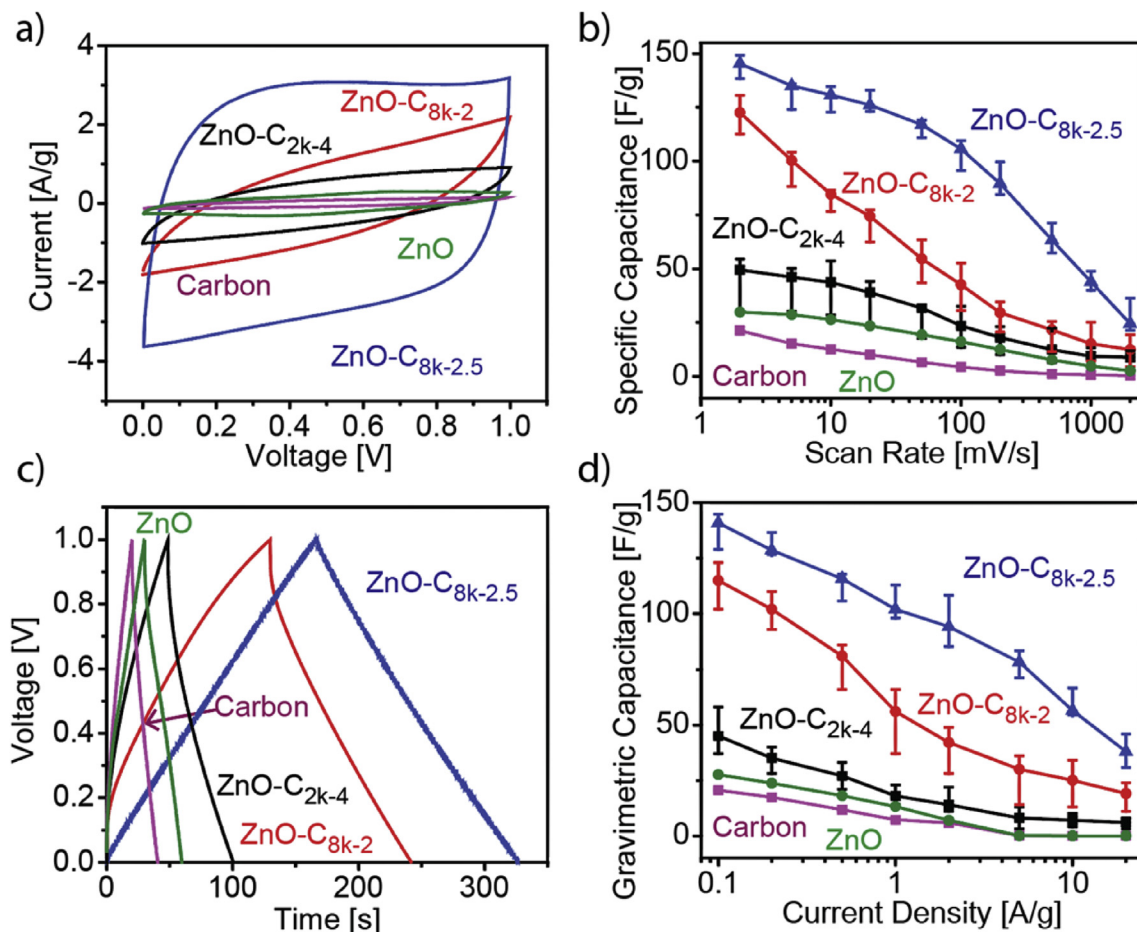 a)
4
2
0
-2
-4
Current [A/g]
ZnO-C8k-2
ZnO-C2k-4
ZnO
Carbon
ZnO-C8k-2.5
0.0 0.2 0.4 0.6 0.8 1.0
Voltage [V]
b)
150
100
50
0
Specific Capacitance [F/g]
ZnO-C8k-2.5
ZnO-C8k-2
ZnO-C2k-4
Carbon
ZnO
1 10 100 1000
Scan Rate [mV/s]
c)
1.0
0.8
0.6
0.4
0.2
0.0
Voltage [V]
ZnO
ZnO-C8k-2.5
Carbon
ZnO-C2k-4
ZnO-C8k-2
0 100 200 300
Time [s]
d)
150
100
50
0
Gravimetric Capacitance [F/g]
ZnO-C8k-2.5
ZnO-C8k-2
ZnO-C2k-4
Carbon
ZnO
0.1 1 10
Current Density [A/g]